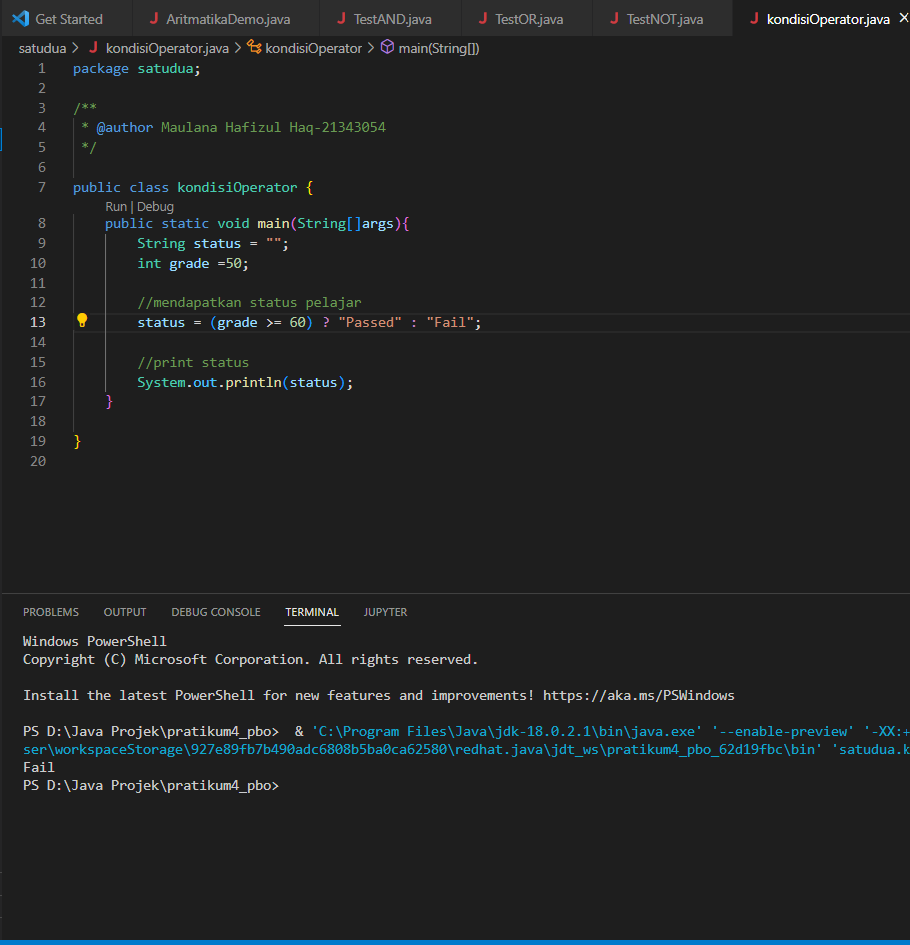 Get Started AritmatikaDemo.java TestAND.java TestOR.java TestNOT.java kondisiOperator.java
satudua > kondisiOperator.java > kondisiOperator > main(String[])
1 package satudua;
2
3 /**
4 * @author Maulana Hafizul Haq-21343054
5 */
6
7 public class kondisiOperator {
Run | Debug
8 public static void main(String[]args){
9 String status = "";
10 int grade =50;
11
12 //mendapatkan status pelajar
13 status = (grade >= 60) ? "Passed" : "Fail";
14
15 //print status
16 System.out.println(status);
17 }
18
19 }
20
PROBLEMS OUTPUT DEBUG CONSOLE TERMINAL JUPYTER
Windows PowerShell
Copyright (C) Microsoft Corporation. All rights reserved.
Install the latest PowerShell for new features and improvements! https://aka.ms/PSWindows
PS D:\Java Projek\pratikum4_pbo> & 'C:\Program Files\Java\jdk-18.0.2.1\bin\java.exe' '--enable-preview' '-XX:+
ser\workspaceStorage\927e89fb7b490adc6808b5ba0ca62580\redhat.java\jdt_ws\pratikum4_pbo_62d19fbc\bin' 'satudua.k
Fail
PS D:\Java Projek\pratikum4_pbo>